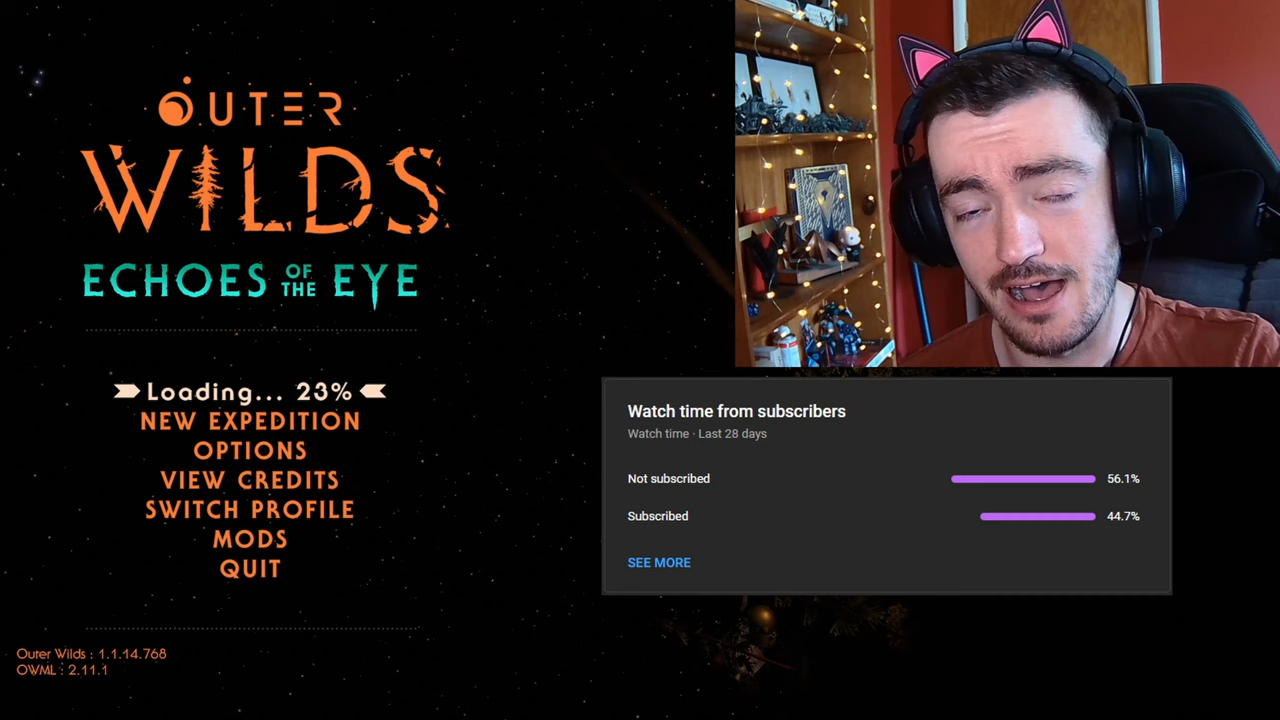 OUTER
WILDS
ECHOES OF THE EYE
Loading... 23%
NEW EXPEDITION
OPTIONS
VIEW CREDITS
SWITCH PROFILE
MODS
QUIT
Outer Wilds : 1.1.14.768
OWML : 2.11.1
Watch time from subscribers
Watch time · Last 28 days
Not subscribed 56.1%
Subscribed 44.7%
SEE MORE